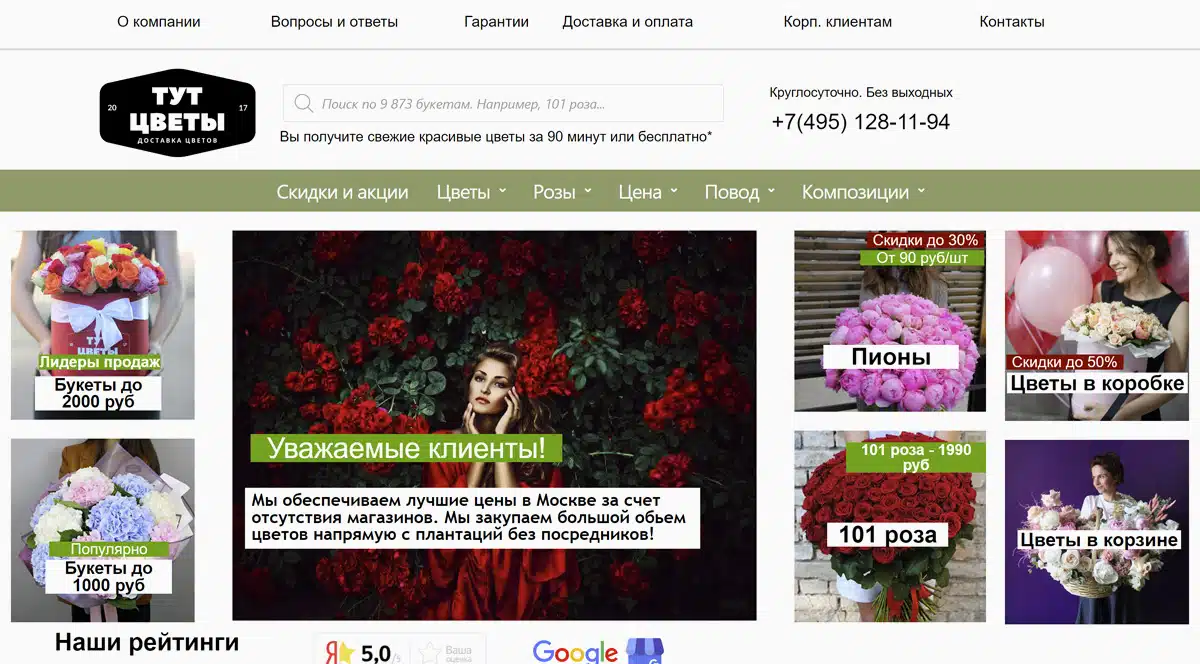 О компании
Вопросы и ответы
Гарантии
Доставка и оплата
Корп. клиентам
Контакты
20
ТУТ
17
ЦВЕТЫ
ДОСТАВКА ЦВЕТОВ
Поиск по 9 873 букетам. Например, 101 роза...
Вы получите свежие красивые цветы за 90 минут или бесплатно*
Круглосуточно. Без выходных
+7(495) 128-11-94
Скидки и акции
Цветы
Розы
Цена
Повод
Композиции
ЦВЕТЫ
Лидеры продаж
Букеты до
2000 руб
Популярно
Букеты до
1000 руб
Уважаемые клиенты!
Мы обеспечиваем лучшие цены в Москве за счет
отсутствия магазинов. Мы закупаем большой обьем
цветов напрямую с плантаций без посредников!
Скидки до 30%
От 90 руб/шт
Пионы
101 роза - 1990
руб
101 роза
Скидки до 50%
Цветы в коробке
Цветы в корзине
Наши рейтинги
Я
5,0/5
Ваша
оценка
Google
G